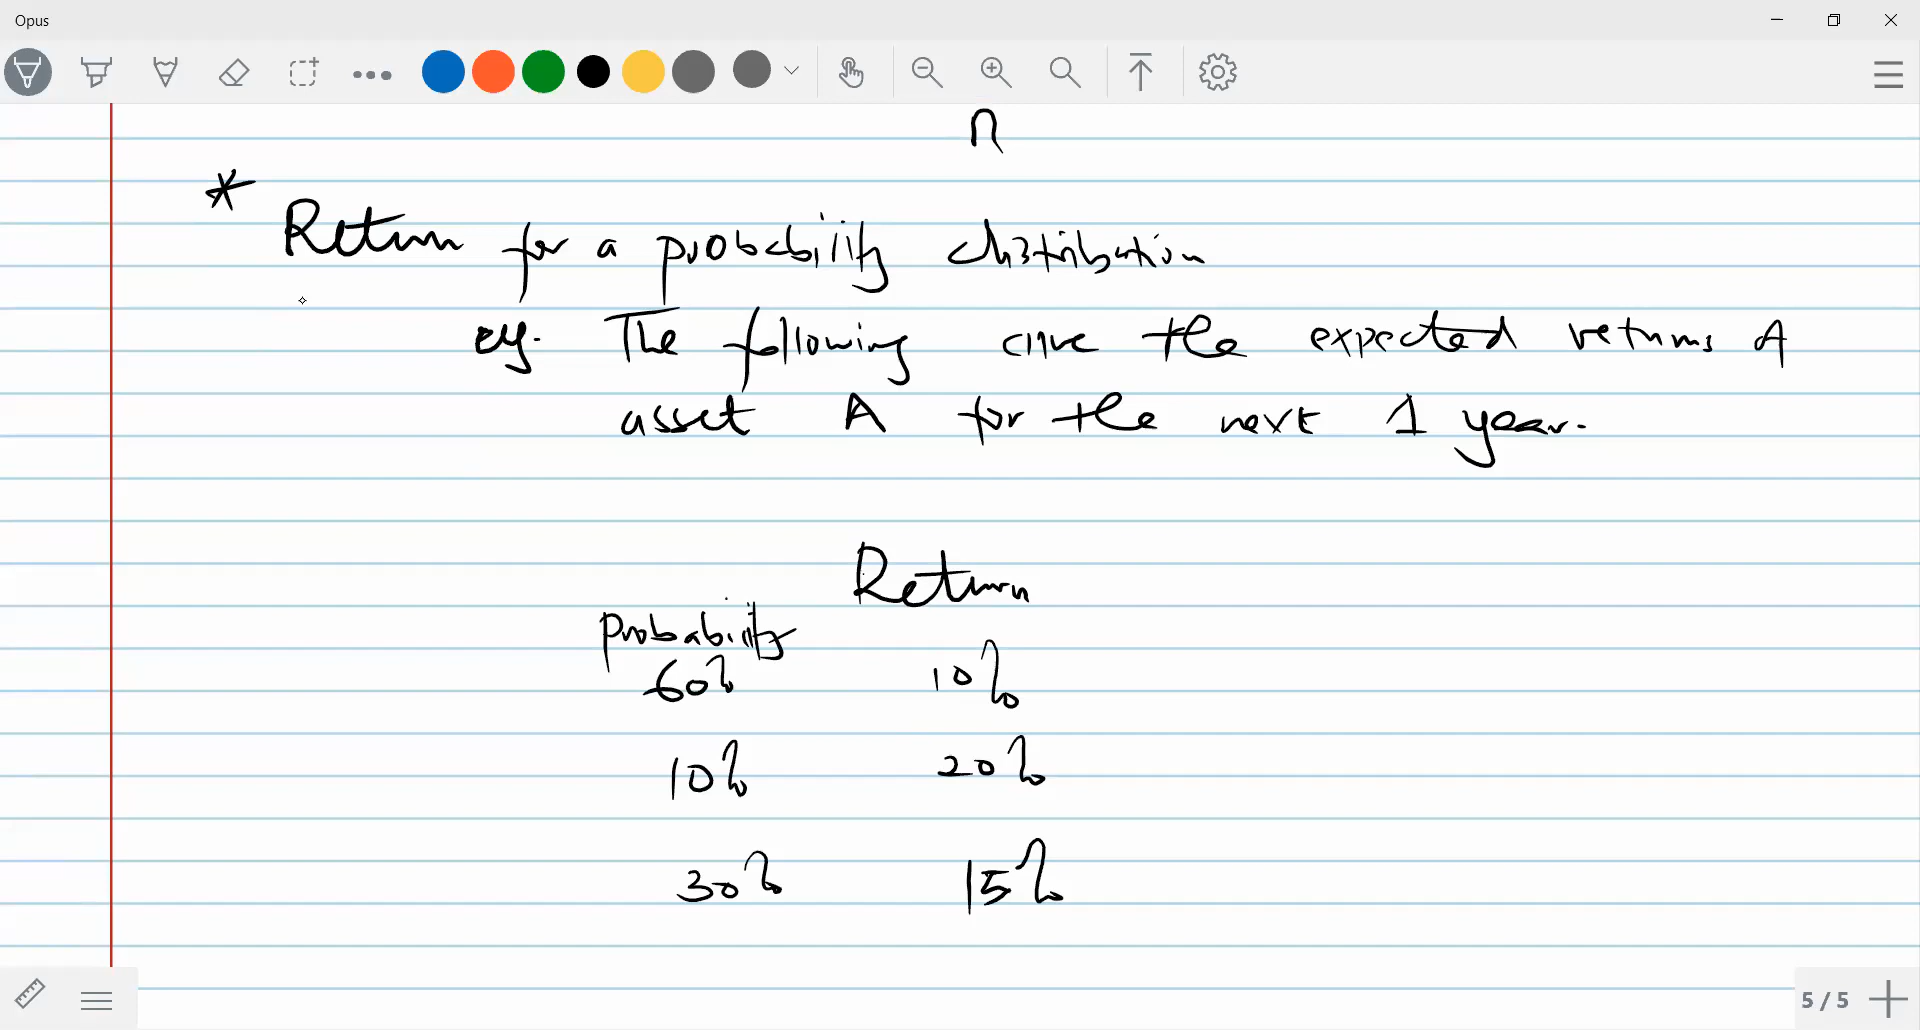 Opus
n
* Return for a probability distribution
eg. The following are the expected returns of
asset A for the next 1 year.
Return
Probability
60% 10%
10% 20%
30% 15%
5 / 5